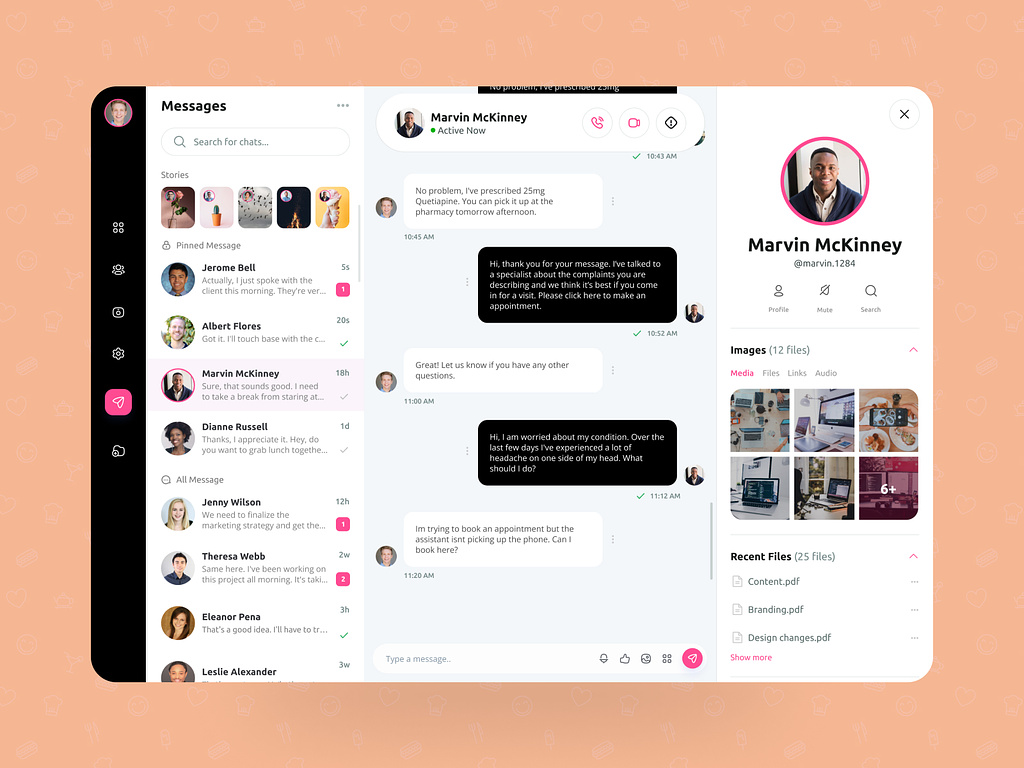 Messages
Search for chats...
Stories
Pinned Message
Jerome Bell
5s
Actually, I just spoke with the
client this morning. They're ver...
1
Albert Flores
20s
Got it. I'll touch base with the c...
Marvin McKinney
18h
Sure, that sounds good. I need
to take a break from staring at...
Dianne Russell
1d
Thanks, I appreciate it. Hey, do
you want to grab lunch togethe...
All Message
Jenny Wilson
12h
We need to finalize the
marketing strategy and get the...
1
Theresa Webb
2w
Same here. I've been working on
this project all morning. It's taki...
2
Eleanor Pena
3h
That's a good idea. I'll have to tr...
Leslie Alexander
3w
No problem, I've prescribed 25mg
Marvin McKinney
Active Now
10:43 AM
No problem, I've prescribed 25mg
Quetiapine. You can pick it up at the
pharmacy tomorrow afternoon.
10:45 AM
Hi, thank you for your message. I've talked to
a specialist about the complaints you are
describing and we think it's best if you come
in for a visit. Please click here to make an
appointment.
10:52 AM
Great! Let us know if you have any other
questions.
11:00 AM
Hi, I am worried about my condition. Over the
last few days I've experienced a lot of
headache on one side of my head. What
should I do?
11:12 AM
Im trying to book an appointment but the
assistant isnt picking up the phone. Can I
book here?
11:20 AM
Type a message..
Marvin McKinney
@marvin.1284
Profile
Mute
Search
Images (12 files)
Media Files Links Audio
6+
Recent Files (25 files)
Content.pdf
Branding.pdf
Design changes.pdf
Show more